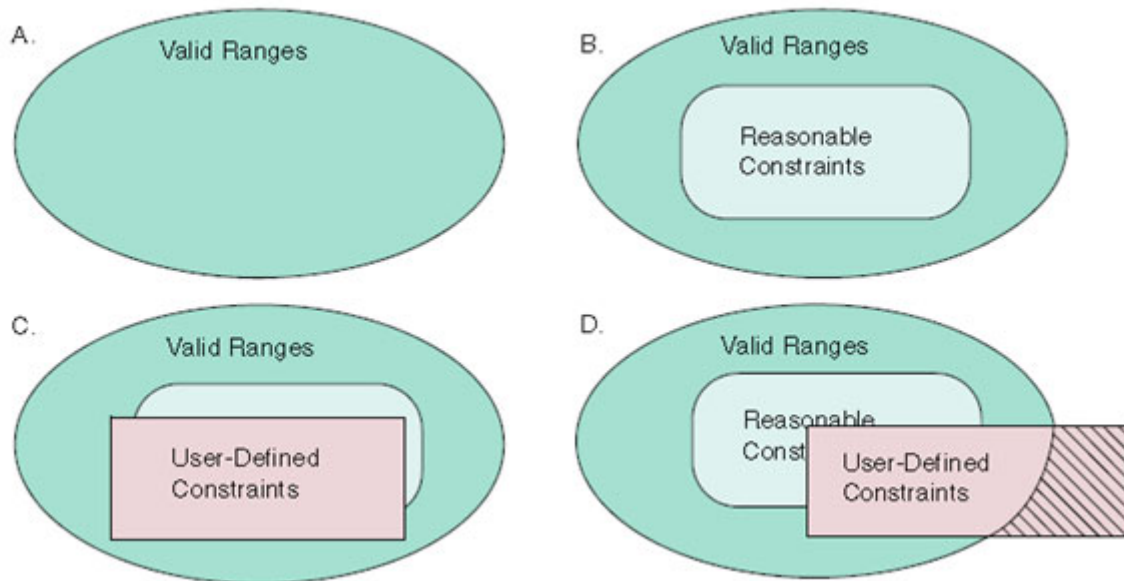 A.
Valid Ranges
B.
Valid Ranges
Reasonable
Constraints
C.
Valid Ranges
User-Defined
Constraints
D.
Valid Ranges
Reasonable
Const
User-Defined
Constraints